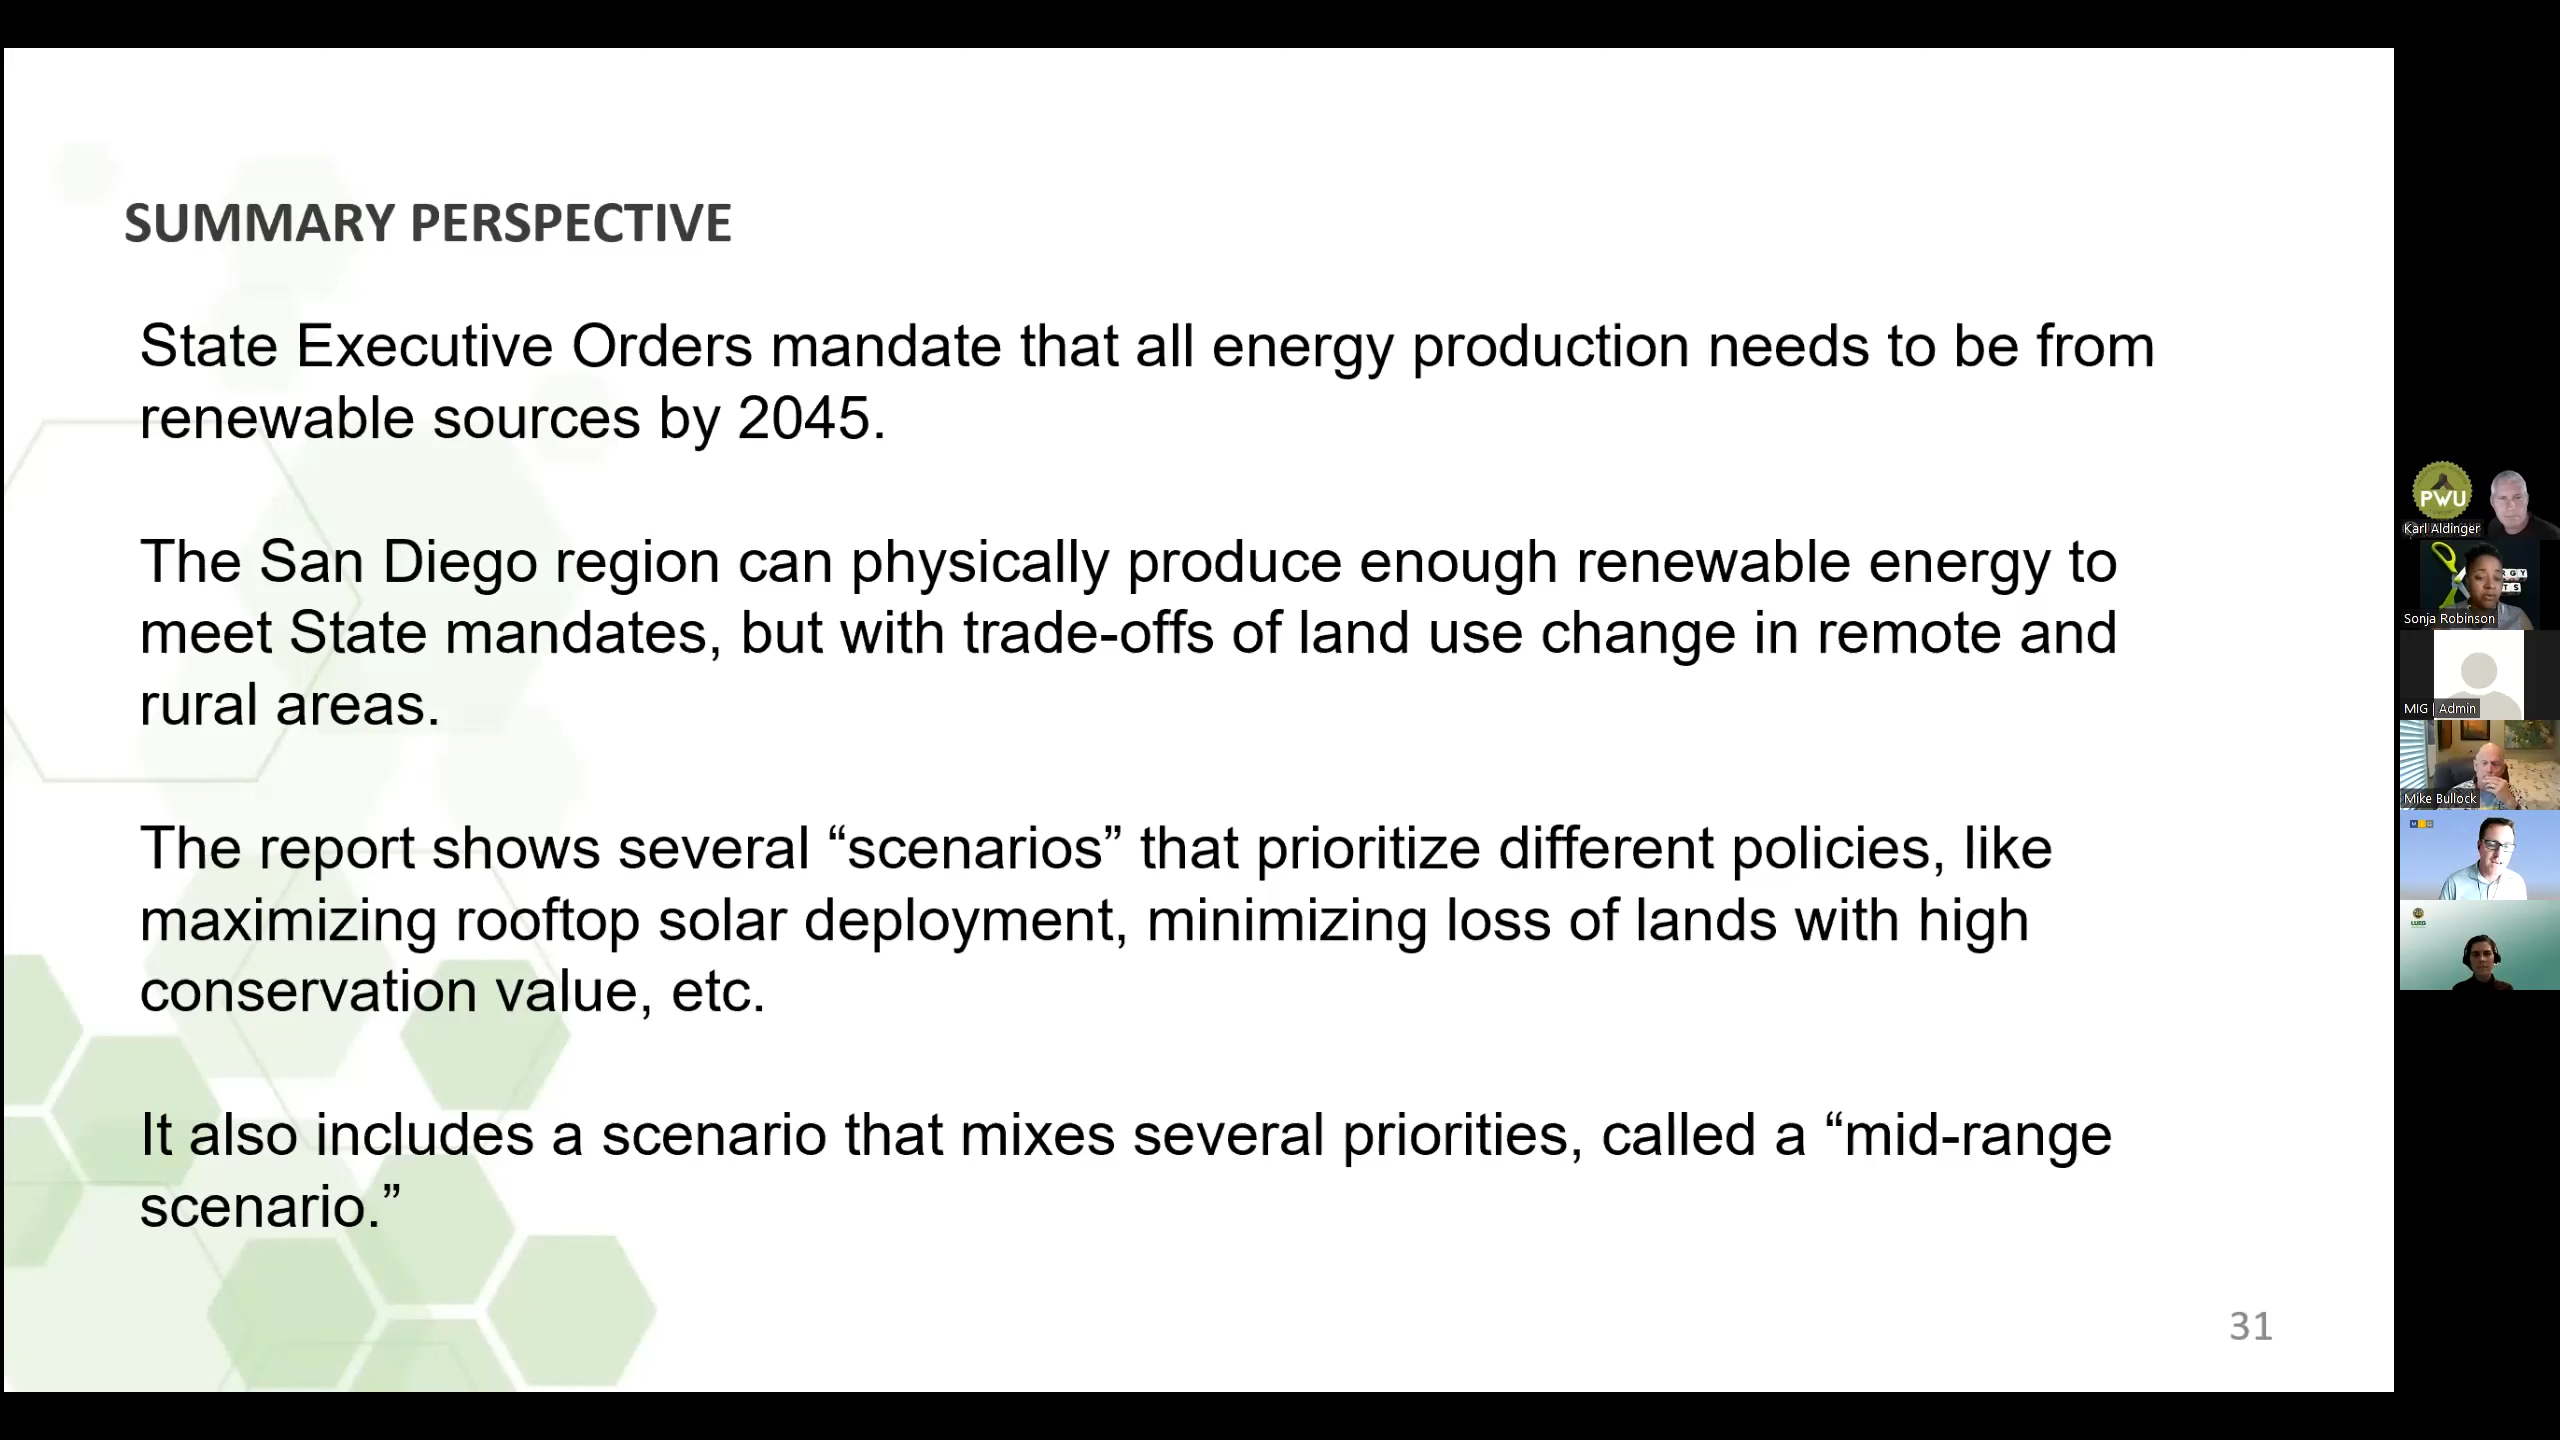 SUMMARY PERSPECTIVE
State Executive Orders mandate that all energy production needs to be from
renewable sources by 2045.
The San Diego region can physically produce enough renewable energy to
meet State mandates, but with trade-offs of land use change in remote and
rural areas.
The report shows several “scenarios” that prioritize different policies, like
maximizing rooftop solar deployment, minimizing loss of lands with high
conservation value, etc.
It also includes a scenario that mixes several priorities, called a “mid-range
scenario.”
31
PWU
Karl Aldinger
Sonja Robinson
MIG | Admin
Mike Bullock
LUEG